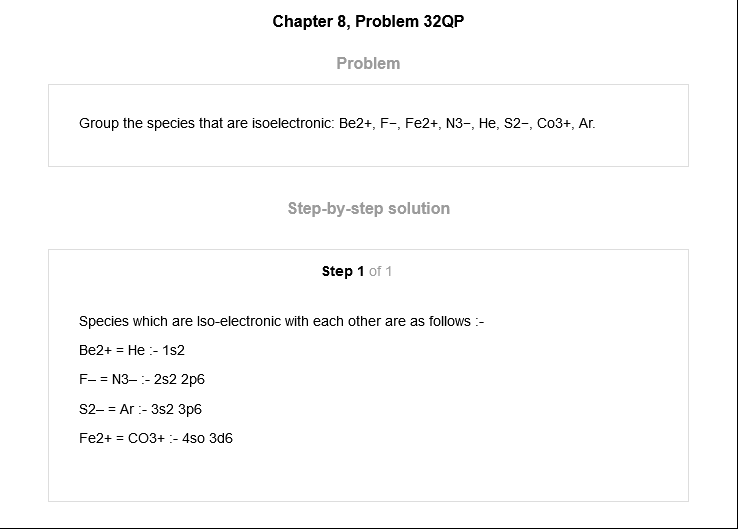 Chapter 8, Problem 32QP
Problem
Group the species that are isoelectronic: Be2+, F−, Fe2+, N3−, He, S2−, Co3+, Ar.
Step-by-step solution
Step 1 of 1
Species which are Iso-electronic with each other are as follows :-
Be2+ = He :- 1s2
F– = N3– :- 2s2 2p6
S2– = Ar :- 3s2 3p6
Fe2+ = CO3+ :- 4so 3d6